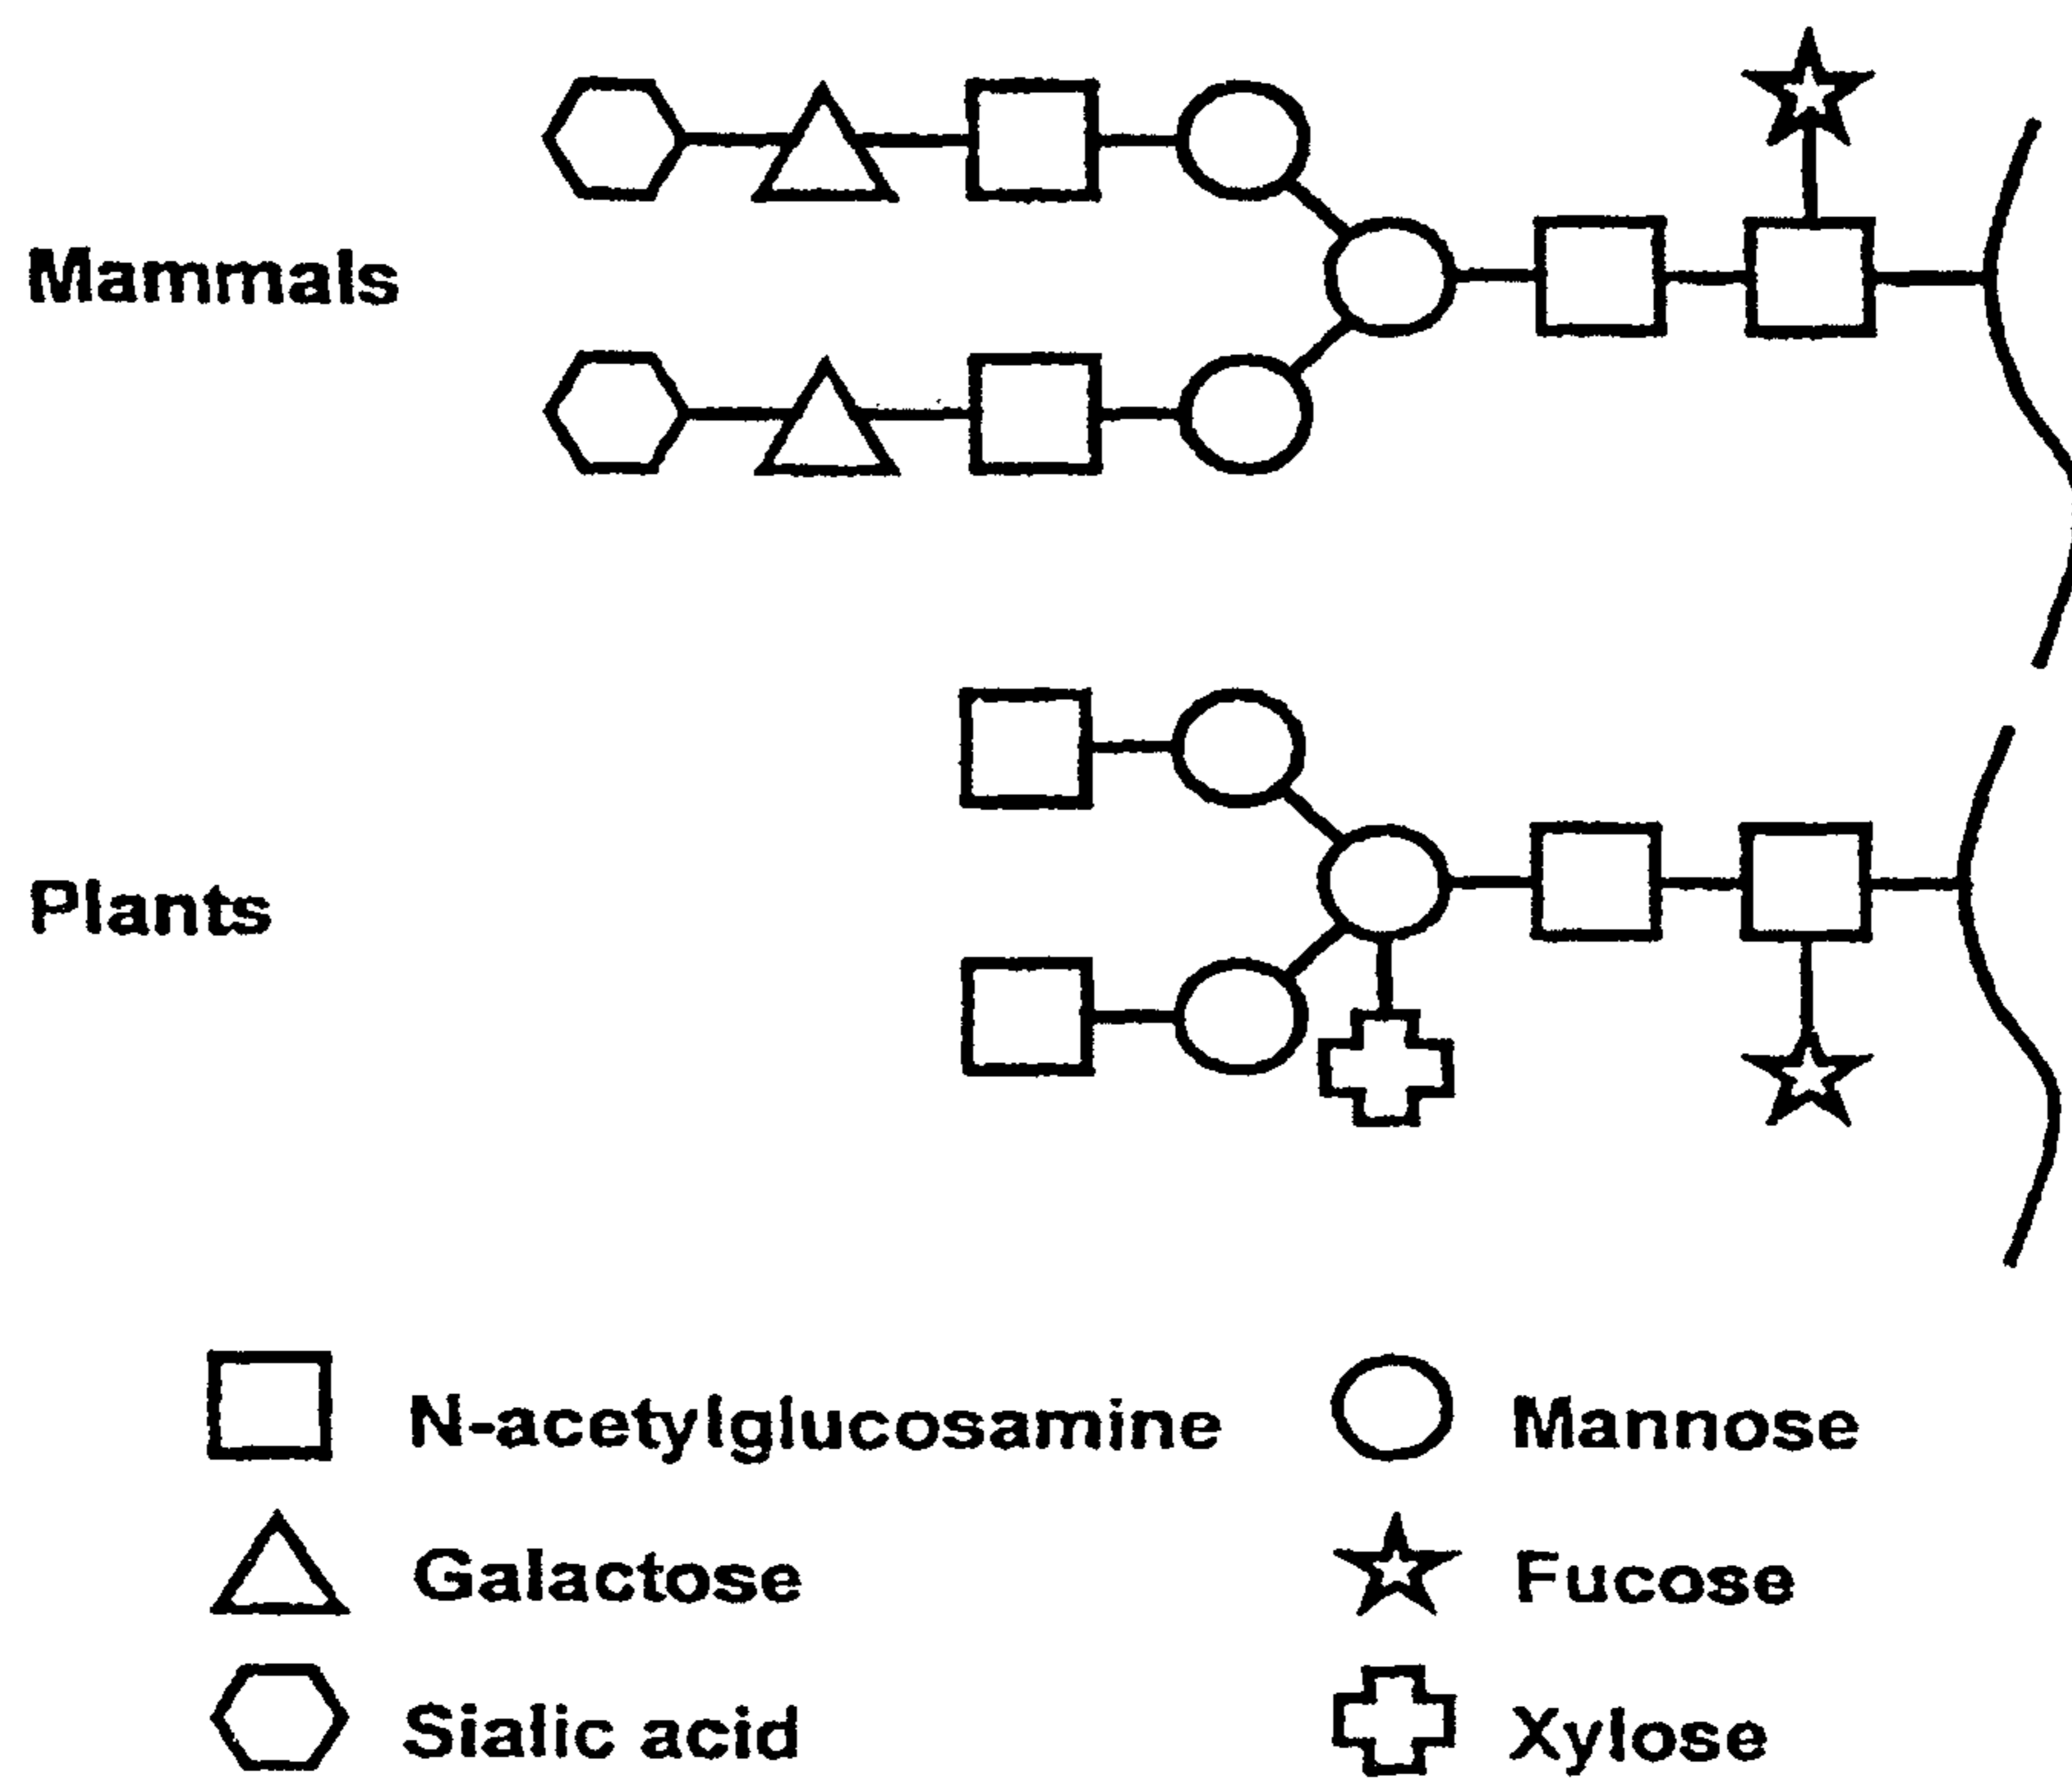 Mammals
Plants
N-acetylglucosamine
Mannose
Galactose
Fucose
Sialic acid
Xylose